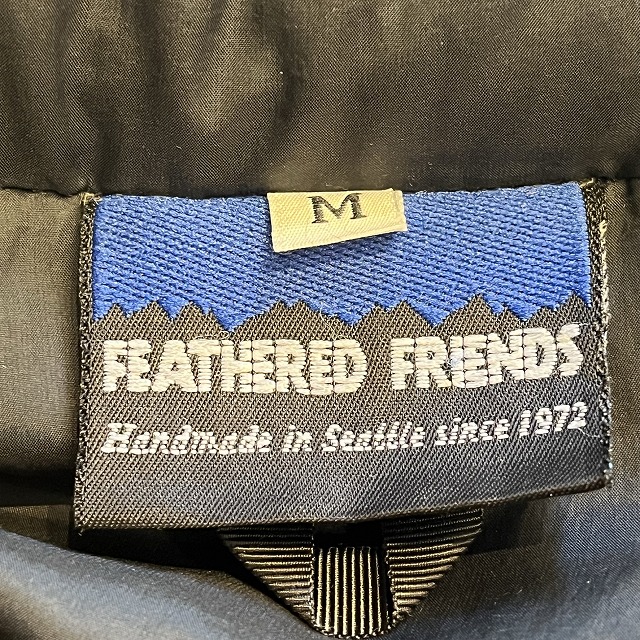 M
FEATHERED FRIENDS
Handmade in Seattle since 1972